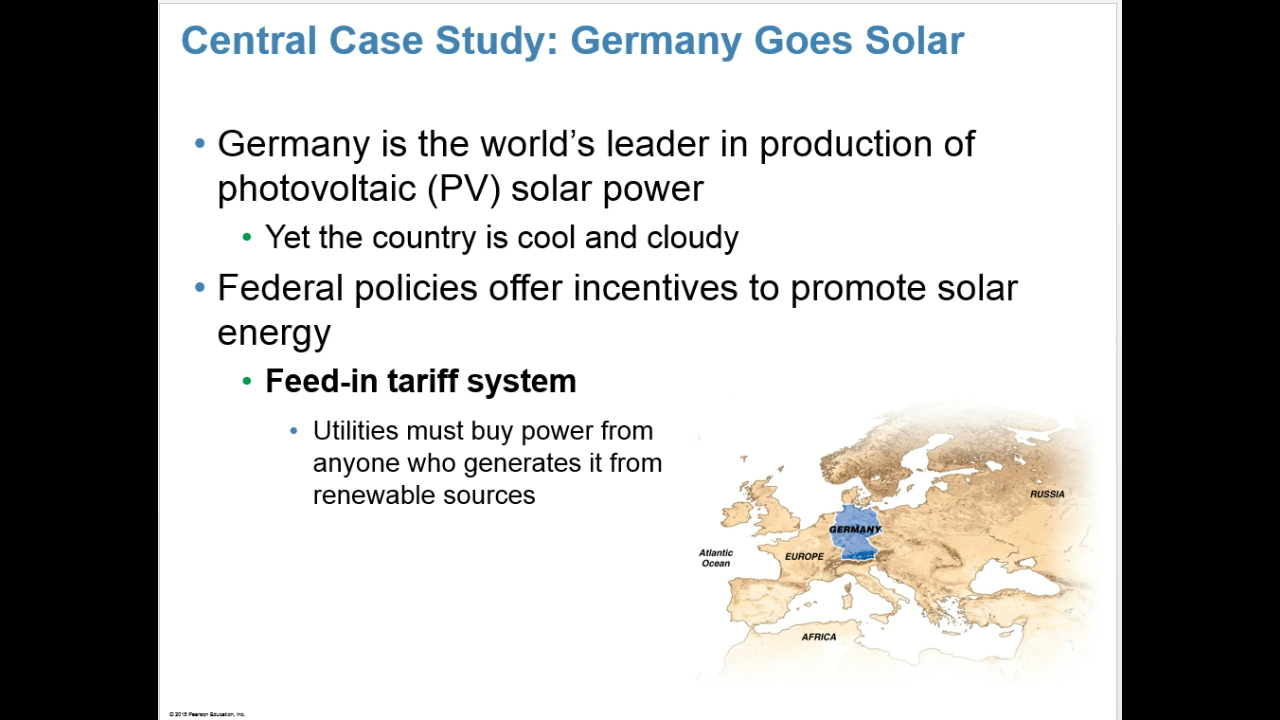 Central Case Study: Germany Goes Solar
• Germany is the world’s leader in production of
photovoltaic (PV) solar power
• Yet the country is cool and cloudy
• Federal policies offer incentives to promote solar
energy
• Feed-in tariff system
• Utilities must buy power from
anyone who generates it from
renewable sources
RUSSIA
GERMANY
Atlantic
Ocean
EUROPE
AFRICA
© 2015 Pearson Education, Inc.